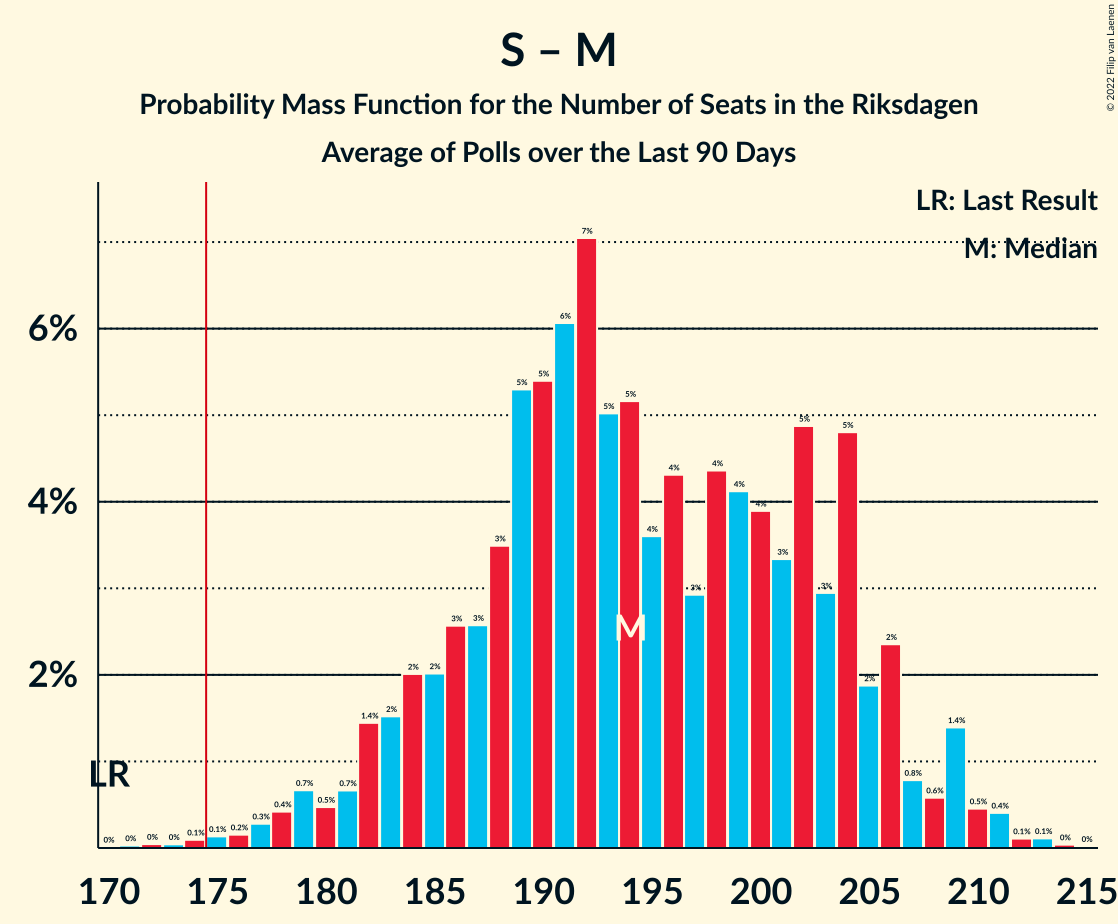 © 2022 Filip van Laenen
S – M
Probability Mass Function for the Number of Seats in the Riksdagen
Average of Polls over the Last 90 Days
LR: Last Result
M: Median
6%
4%
2%
0% 0% 0% 0% 0.1% 0.1% 0.2% 0.3% 0.4% 0.7% 0.5% 0.7% 1.4% 2% 2% 2% 3% 3% 3% 5% 5% 6% 7% 5% 5% 4% 4% 3% 4% 4% 4% 3% 5% 3% 5% 2% 2% 0.8% 0.6% 1.4% 0.5% 0.4% 0.1% 0.1% 0% 0%
M
LR
170 175 180 185 190 195 200 205 210 215